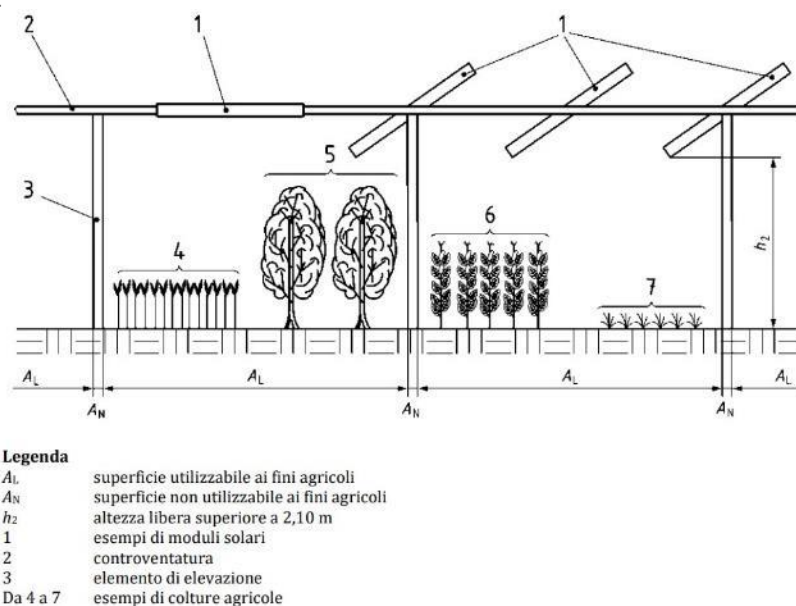 2
1
1
3
5
4
6
7
h2
AL
AL
AL
AL
AN
AN
AN
Legenda
AL superficie utilizzabile ai fini agricoli
AN superficie non utilizzabile ai fini agricoli
h2 altezza libera superiore a 2,10 m
1 esempi di moduli solari
2 controventatura
3 elemento di elevazione
Da 4 a 7 esempi di colture agricole